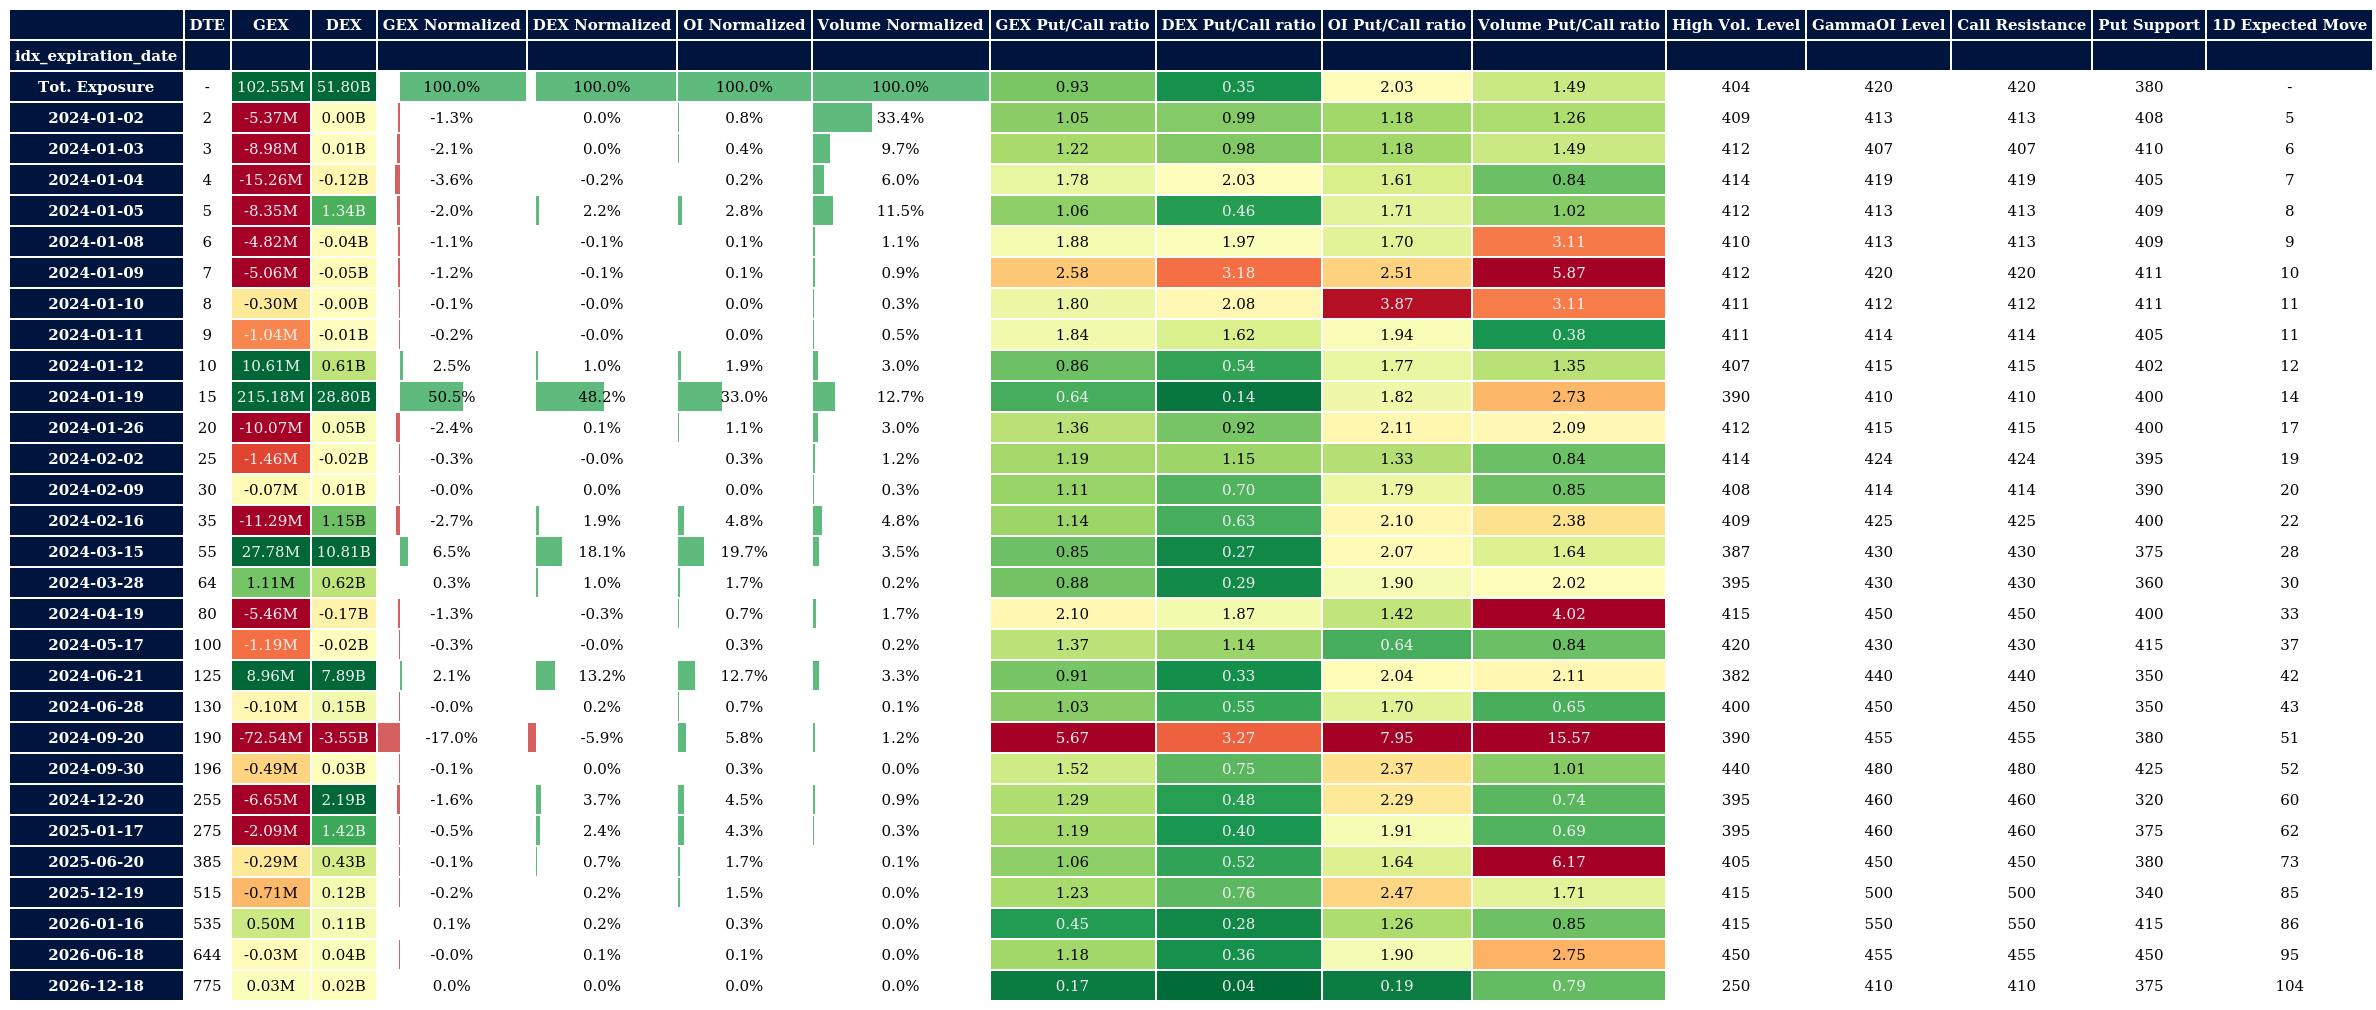 DTE GEX DEX GEX Normalized DEX Normalized OI Normalized Volume Normalized GEX Put/Call ratio DEX Put/Call ratio OI Put/Call ratio Volume Put/Call ratio High Vol. Level GammaOI Level Call Resistance Put Support 1D Expected Move
idx_expiration_date
Tot. Exposure - 102.55M 51.80B 100.0% 100.0% 100.0% 100.0% 0.93 0.35 2.03 1.49 404 420 420 380 -
2024-01-02 2 -5.37M 0.00B -1.3% 0.0% 0.8% 33.4% 1.05 0.99 1.18 1.26 409 413 413 408 5
2024-01-03 3 -8.98M 0.01B -2.1% 0.0% 0.4% 9.7% 1.22 0.98 1.18 1.49 412 407 407 410 6
2024-01-04 4 -15.26M -0.12B -3.6% -0.2% 0.2% 6.0% 1.78 2.03 1.61 0.84 414 419 419 405 7
2024-01-05 5 -8.35M 1.34B -2.0% 2.2% 2.8% 11.5% 1.06 0.46 1.71 1.02 412 413 413 409 8
2024-01-08 6 -4.82M -0.04B -1.1% -0.1% 0.1% 1.1% 1.88 1.97 1.70 3.11 410 413 413 409 9
2024-01-09 7 -5.06M -0.05B -1.2% -0.1% 0.1% 0.9% 2.58 3.18 2.51 5.87 412 420 420 411 10
2024-01-10 8 -0.30M -0.00B -0.1% -0.0% 0.0% 0.3% 1.80 2.08 3.87 3.11 411 412 412 411 11
2024-01-11 9 -1.04M -0.01B -0.2% -0.0% 0.0% 0.5% 1.84 1.62 1.94 0.38 411 414 414 405 11
2024-01-12 10 10.61M 0.61B 2.5% 1.0% 1.9% 3.0% 0.86 0.54 1.77 1.35 407 415 415 402 12
2024-01-19 15 215.18M 28.80B 50.5% 48.2% 33.0% 12.7% 0.64 0.14 1.82 2.73 390 410 410 400 14
2024-01-26 20 -10.07M 0.05B -2.4% 0.1% 1.1% 3.0% 1.36 0.92 2.11 2.09 412 415 415 400 17
2024-02-02 25 -1.46M -0.02B -0.3% -0.0% 0.3% 1.2% 1.19 1.15 1.33 0.84 414 424 424 395 19
2024-02-09 30 -0.07M 0.01B -0.0% 0.0% 0.0% 0.3% 1.11 0.70 1.79 0.85 408 414 414 390 20
2024-02-16 35 -11.29M 1.15B -2.7% 1.9% 4.8% 4.8% 1.14 0.63 2.10 2.38 409 425 425 400 22
2024-03-15 55 27.78M 10.81B 6.5% 18.1% 19.7% 3.5% 0.85 0.27 2.07 1.64 387 430 430 375 28
2024-03-28 64 1.11M 0.62B 0.3% 1.0% 1.7% 0.2% 0.88 0.29 1.90 2.02 395 430 430 360 30
2024-04-19 80 -5.46M -0.17B -1.3% -0.3% 0.7% 1.7% 2.10 1.87 1.42 4.02 415 450 450 400 33
2024-05-17 100 -1.19M -0.02B -0.3% -0.0% 0.3% 0.2% 1.37 1.14 0.64 0.84 420 430 430 415 37
2024-06-21 125 8.96M 7.89B 2.1% 13.2% 12.7% 3.3% 0.91 0.33 2.04 2.11 382 440 440 350 42
2024-06-28 130 -0.10M 0.15B -0.0% 0.2% 0.7% 0.1% 1.03 0.55 1.70 0.65 400 450 450 350 43
2024-09-20 190 -72.54M -3.55B -17.0% -5.9% 5.8% 1.2% 5.67 3.27 7.95 15.57 390 455 455 380 51
2024-09-30 196 -0.49M 0.03B -0.1% 0.0% 0.3% 0.0% 1.52 0.75 2.37 1.01 440 480 480 425 52
2024-12-20 255 -6.65M 2.19B -1.6% 3.7% 4.5% 0.9% 1.29 0.48 2.29 0.74 395 460 460 320 60
2025-01-17 275 -2.09M 1.42B -0.5% 2.4% 4.3% 0.3% 1.19 0.40 1.91 0.69 395 460 460 375 62
2025-06-20 385 -0.29M 0.43B -0.1% 0.7% 1.7% 0.1% 1.06 0.52 1.64 6.17 405 450 450 380 73
2025-12-19 515 -0.71M 0.12B -0.2% 0.2% 1.5% 0.0% 1.23 0.76 2.47 1.71 415 500 500 340 85
2026-01-16 535 0.50M 0.11B 0.1% 0.2% 0.3% 0.0% 0.45 0.28 1.26 0.85 415 550 550 415 86
2026-06-18 644 -0.03M 0.04B -0.0% 0.1% 0.1% 0.0% 1.18 0.36 1.90 2.75 450 455 455 450 95
2026-12-18 775 0.03M 0.02B 0.0% 0.0% 0.0% 0.0% 0.17 0.04 0.19 0.79 250 410 410 375 104